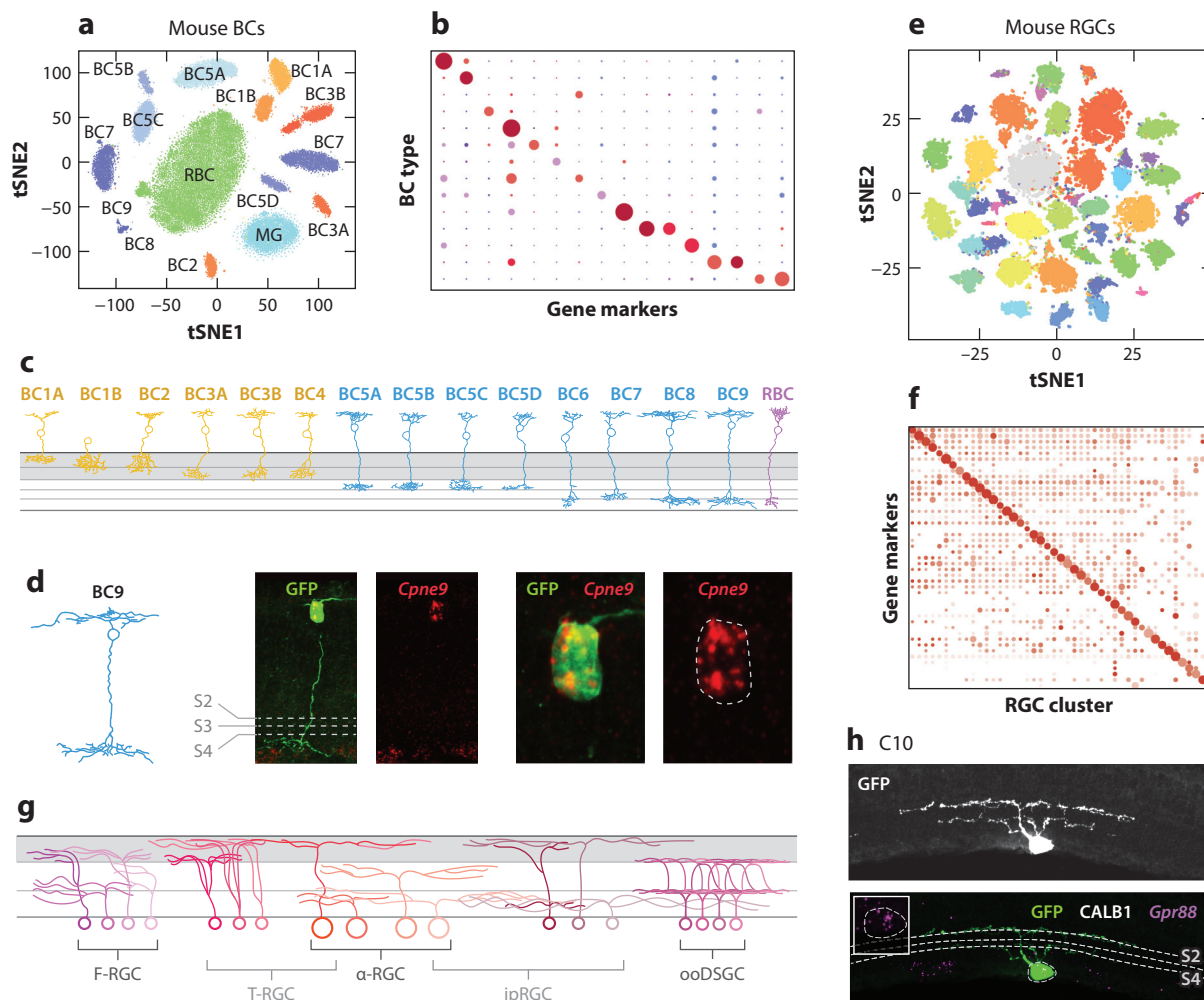 a
Mouse BCs
100
50
0
−50
−100
tSNE2
BC5B
BC5A
BC1A
BC1B
BC3B
BC5C
BC7
BC7
RBC
BC5D
BC9
BC8
MG
BC3A
BC2
−100
−50
0
50
100
tSNE1
b
BC type
Gene markers
e
Mouse RGCs
25
0
−25
tSNE2
−25
0
25
tSNE1
c
BC1A BC1B BC2 BC3A BC3B BC4 BC5A BC5B BC5C BC5D BC6 BC7 BC8 BC9 RBC
f
Gene markers
RGC cluster
d
BC9
GFP
Cpne9
GFP Cpne9
Cpne9
S2
S3
S4
g
F-RGC
T-RGC
α-RGC
ipRGC
ooDSGC
h C10
GFP
GFP CALB1 Gpr88
S2
S4